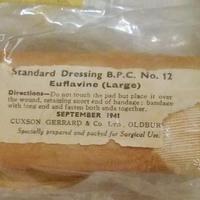 Standard Dressing B.P.C. No. 12
Euflavine (Large)
Directions—Do not touch the pad but place it over
the wound, retaining short end of bandage; bandage
with long end and fasten both ends securely.
SEPTEMBER 1941
CUXSON GERRARD & Co. LTD., OLDBURY
Specially prepared and packed for Surgical Use.